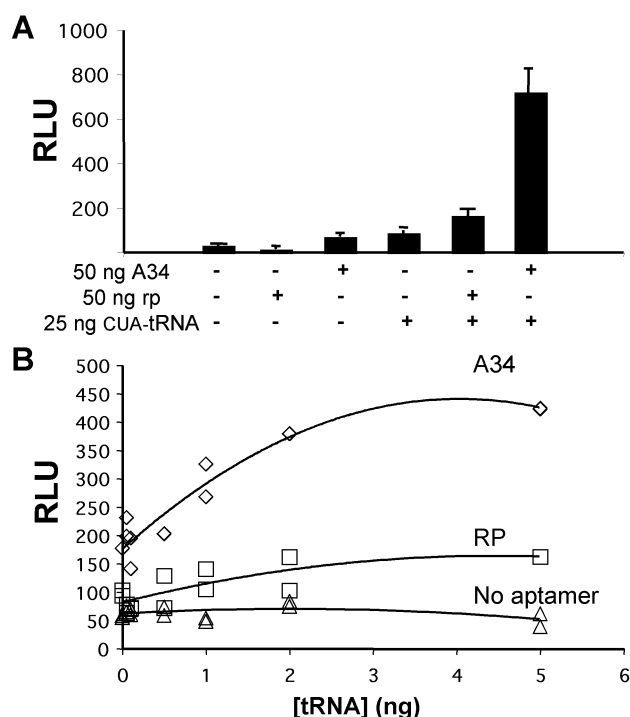 A
1000
800
600
400
200
RLU
50 ng A34 - - + - - +
50 ng rp - + - - + -
25 ng CUA-tRNA - - - + + +
B
500
450
400
350
300
250
200
150
100
50
0
RLU
A34
RP
No aptamer
0 1 2 3 4 5 6
[tRNA] (ng)